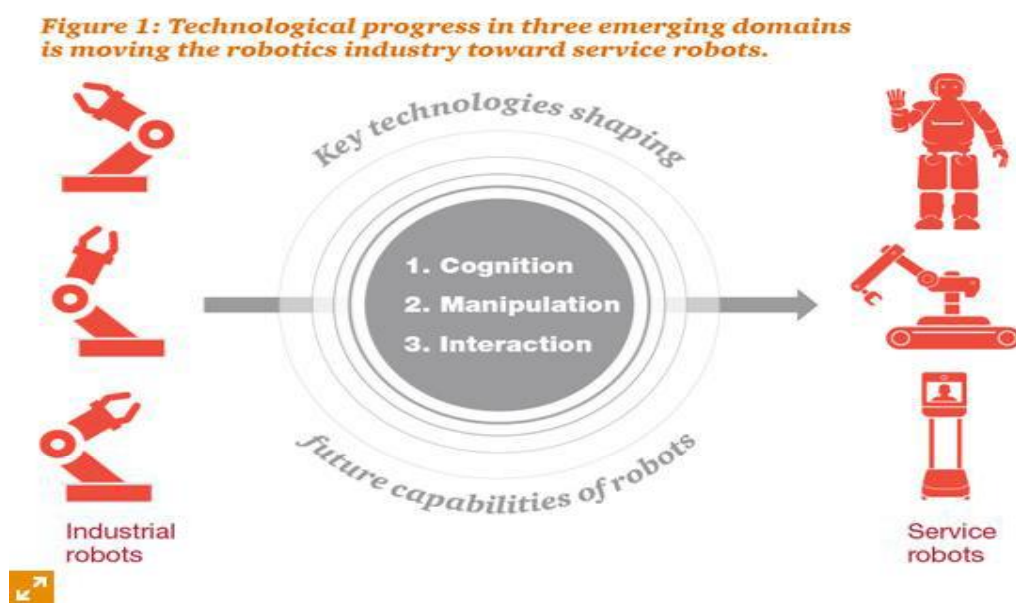 Figure 1: Technological progress in three emerging domains
is moving the robotics industry toward service robots.
Key technologies shaping
1. Cognition
2. Manipulation
3. Interaction
future capabilities of robots
Industrial
robots
Service
robots